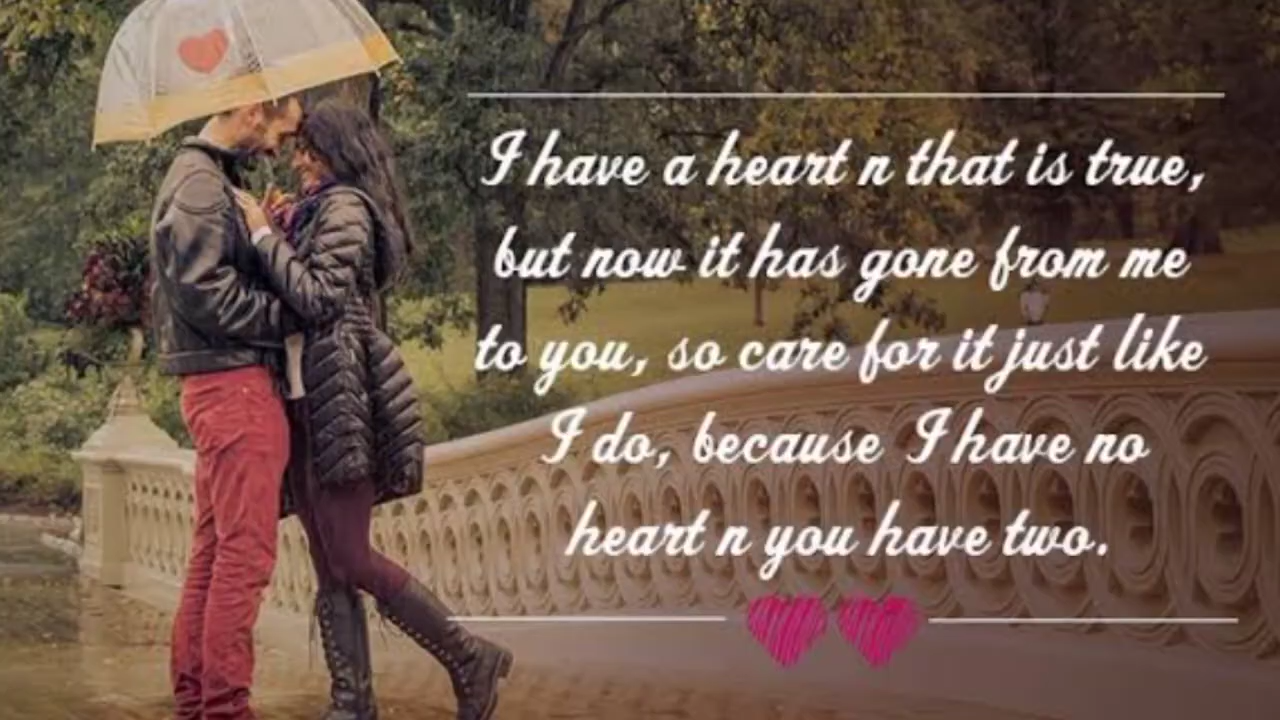 I have a heart n that is true,
but now it has gone from me
to you, so care for it just like
I do, because I have no
heart n you have two.